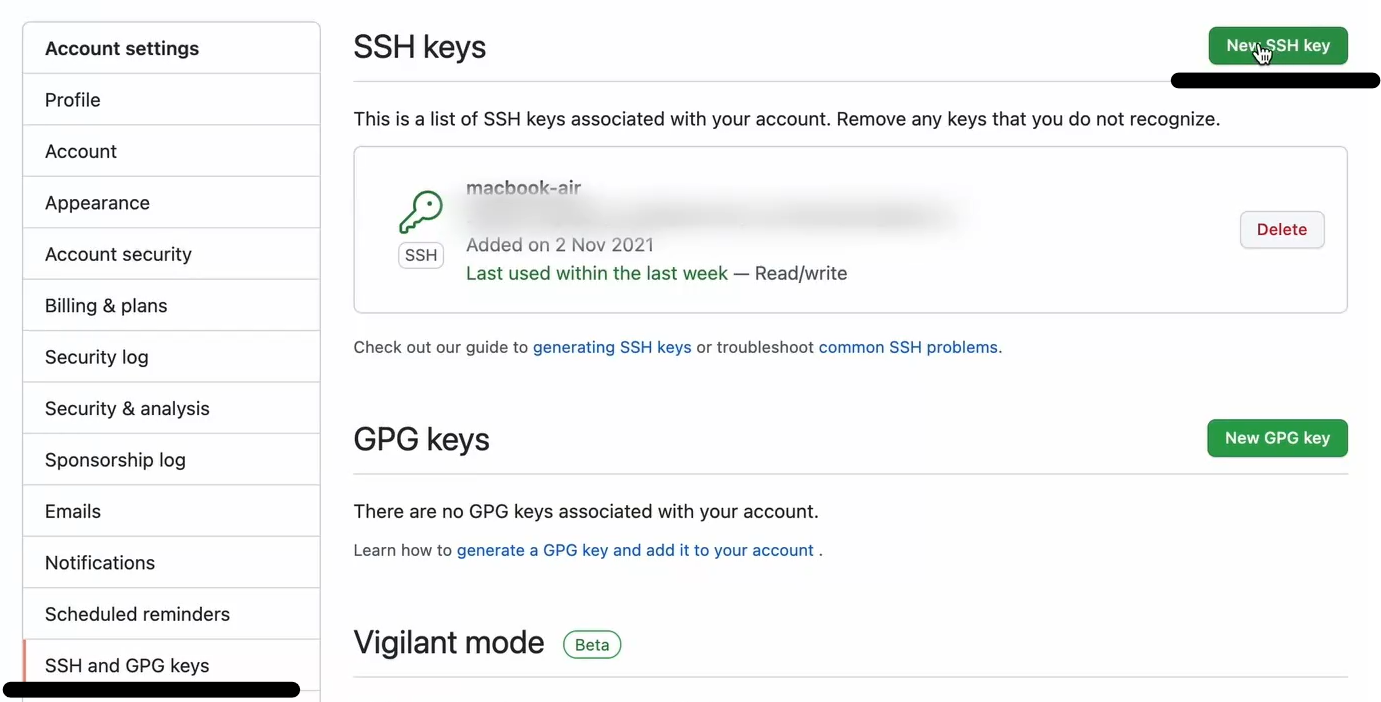 Account settings
Profile
Account
Appearance
Account security
Billing & plans
Security log
Security & analysis
Sponsorship log
Emails
Notifications
Scheduled reminders
SSH and GPG keys
SSH keys
New SSH key
This is a list of SSH keys associated with your account. Remove any keys that you do not recognize.
macbook-air
SSH
Added on 2 Nov 2021
Last used within the last week — Read/write
Delete
Check out our guide to generating SSH keys or troubleshoot common SSH problems.
GPG keys
New GPG key
There are no GPG keys associated with your account.
Learn how to generate a GPG key and add it to your account .
Vigilant mode Beta